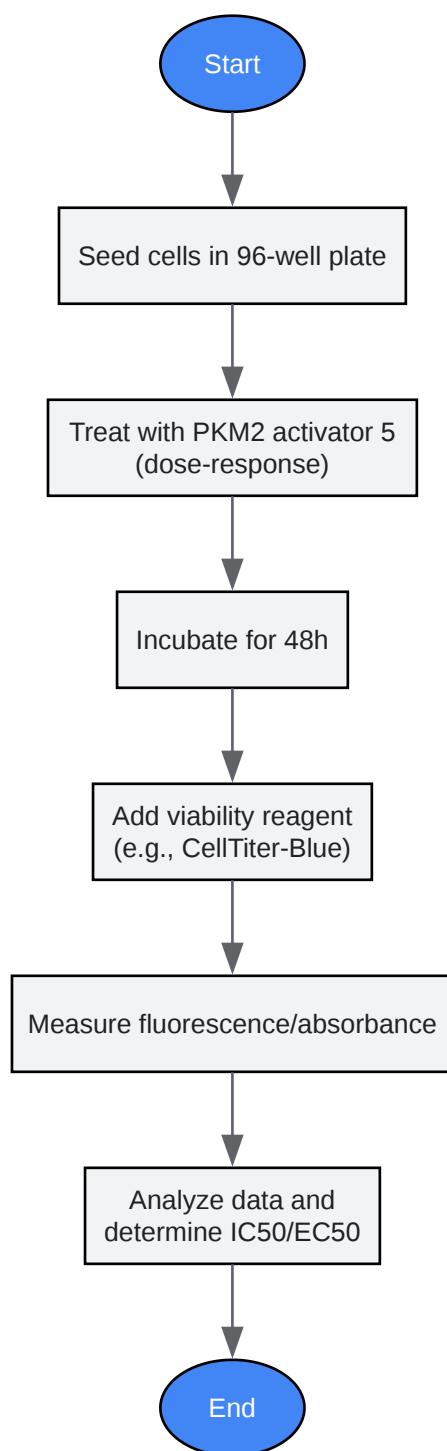 Start
Seed cells in 96-well plate
Treat with PKM2 activator 5
(dose-response)
Incubate for 48h
Add viability reagent
(e.g., CellTiter-Blue)
Measure fluorescence/absorbance
Analyze data and
determine IC50/EC50
End